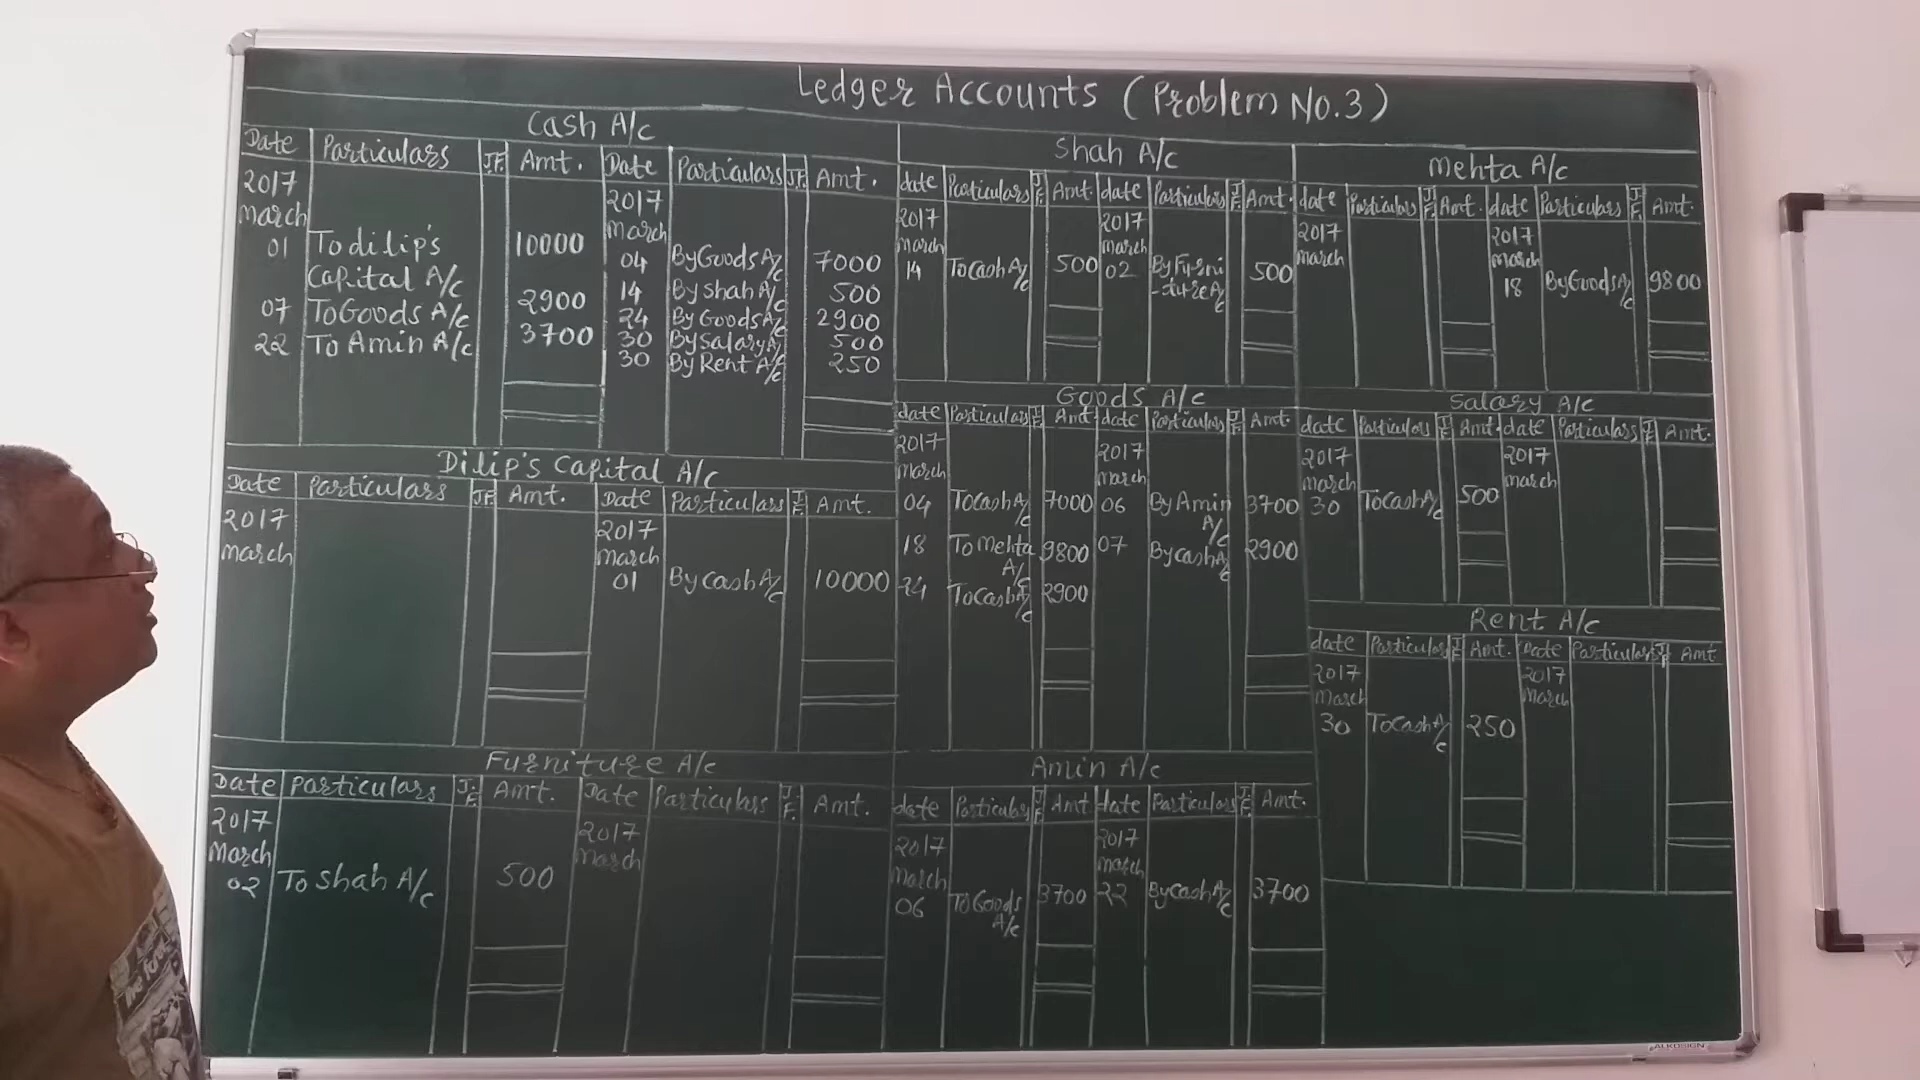 Ledger Accounts (Problem No.3)
Cash A/c
Date Particulars J.F. Amt. Date Particulars J.F. Amt.
2017 2017
March March
01 To dilip's 10000 04 By Goods A/c 7000
Capital A/c 14 By Shah A/c 500
07 To Goods A/c 2900 24 By Goods A/c 2900
22 To Amin A/c 3700 30 By Salary A/c 500
30 By Rent A/c 250
Dilip's Capital A/c
Date Particulars J.F. Amt. Date Particulars J.F. Amt.
2017 2017
March March
01 By Cash A/c 10000
Furniture A/c
Date Particulars J.F. Amt. Date Particulars J.F. Amt.
2017 2017
March March
02 To Shah A/c 500
Shah A/c
date Particulars J.F. Amt. date Particulars J.F. Amt.
2017 2017
March March
14 To Cash A/c 500 02 By Furni 500
-ture A/c
Goods A/c
date Particulars J.F. Amt date Particulars J.F. Amt.
2017 2017
March March
04 To Cash A/c 7000 06 By Amin 3700
A/c
18 To Mehta 9800 07 By Cash A/c 2900
A/c
24 To Cash A/c 2900
Amin A/c
date Particulars J.F. Amt date Particulars J.F. Amt.
2017 2017
March March
06 To Goods 3700 22 By Cash A/c 3700
A/c
Mehta A/c
date Particulars J.F. Amt. date Particulars J.F. Amt.
2017 2017
March March
18 By Goods A/c 9800
Salary A/c
date Particulars J.F. Amt. date Particulars J.F. Amt.
2017 2017
March March
30 To Cash A/c 500
Rent A/c
date Particulars J.F. Amt. Date Particulars J.F. Amt
2017 2017
March March
30 To Cash A/c 250
ALKOSIGN